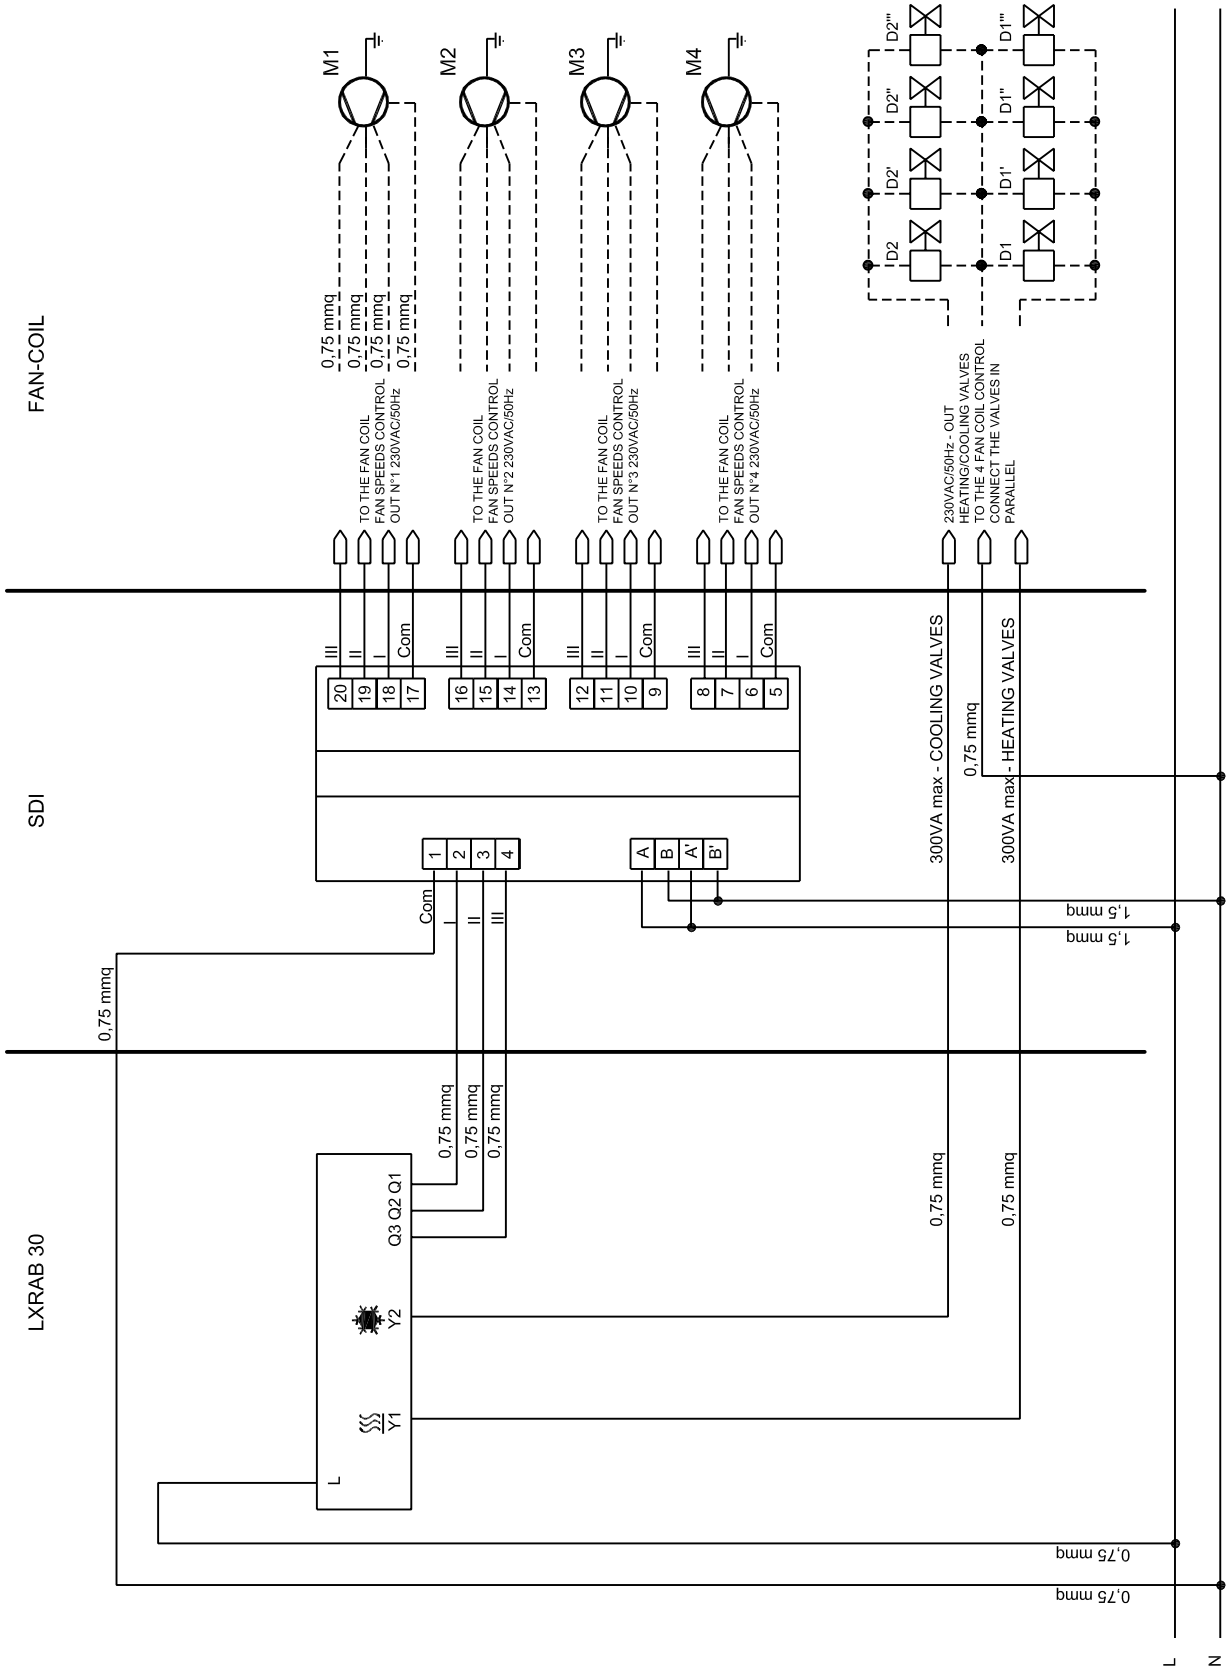 FAN-COIL
SDI
LXRAB 30
M1
M2
M3
M4
0,75 mmq
0,75 mmq
0,75 mmq
0,75 mmq
TO THE FAN COIL
FAN SPEEDS CONTROL
OUT N°1 230VAC/50Hz
TO THE FAN COIL
FAN SPEEDS CONTROL
OUT N°2 230VAC/50Hz
TO THE FAN COIL
FAN SPEEDS CONTROL
OUT N°3 230VAC/50Hz
TO THE FAN COIL
FAN SPEEDS CONTROL
OUT N°4 230VAC/50Hz
D2
D2'
D2''
D2'''
D1
D1'
D1''
D1'''
230VAC/50Hz - OUT
HEATING/COOLING VALVES
TO THE 4 FAN COIL CONTROL
CONNECT THE VALVES IN
PARALLEL
III
II
I
Com
III
II
I
Com
III
II
I
Com
III
II
I
Com
20
19
18
17
16
15
14
13
12
11
10
9
8
7
6
5
1
2
3
4
A
B
A'
B'
Com
I
II
III
300VA max - COOLING VALVES
0,75 mmq
300VA max - HEATING VALVES
1,5 mmq
1,5 mmq
0,75 mmq
0,75 mmq
0,75 mmq
0,75 mmq
0,75 mmq
0,75 mmq
Q3 Q2 Q1
Y2
Y1
L
0,75 mmq
0,75 mmq
L
N